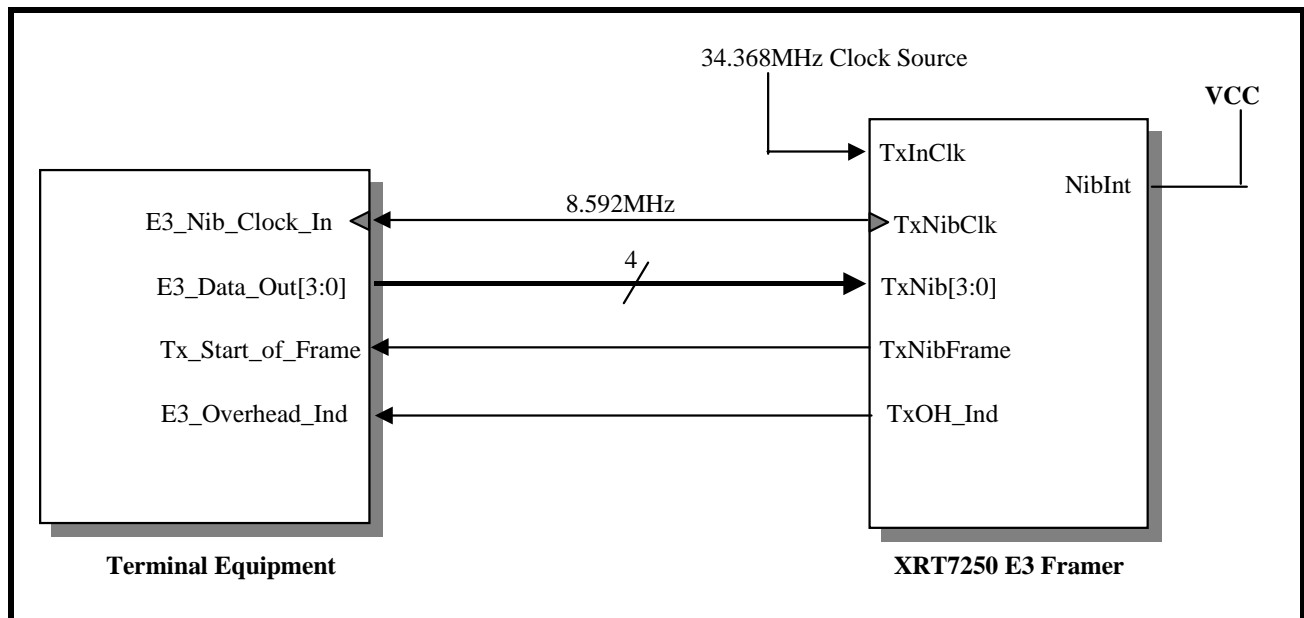 34.368MHz Clock Source
VCC
TxInClk
NibInt
E3_Nib_Clock_In
8.592MHz
TxNibClk
E3_Data_Out[3:0]
4
TxNib[3:0]
Tx_Start_of_Frame
TxNibFrame
E3_Overhead_Ind
TxOH_Ind
Terminal Equipment
XRT7250 E3 Framer